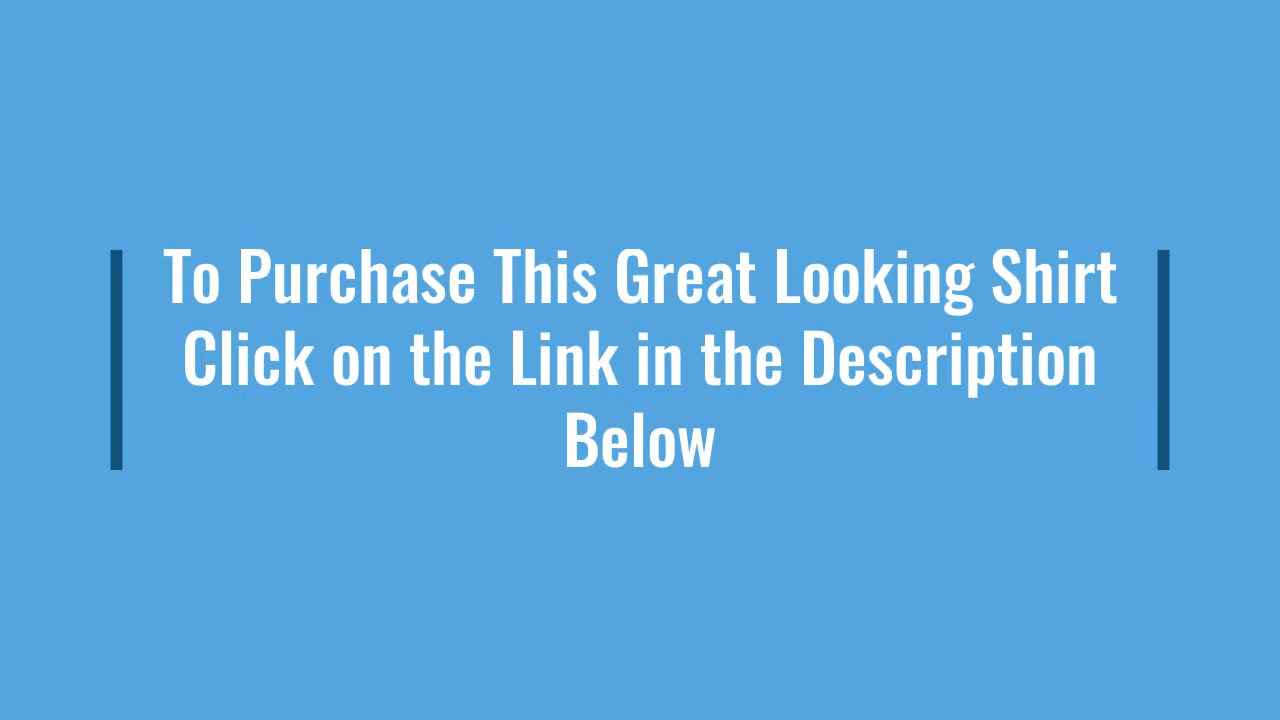 To Purchase This Great Looking Shirt
Click on the Link in the Description
Below